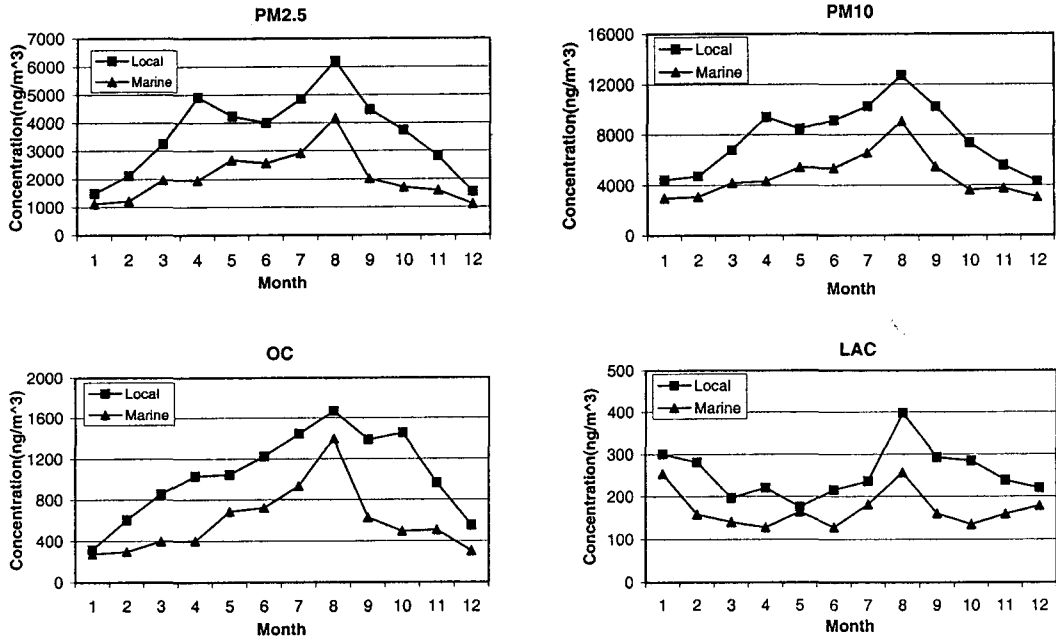 PM2.5
Concentration(ng/m^3)
7000
6000
5000
4000
3000
2000
1000
0
Local
Marine
1 2 3 4 5 6 7 8 9 10 11 12
Month
PM10
Concentration(ng/m^3)
16000
12000
8000
4000
0
Local
Marine
1 2 3 4 5 6 7 8 9 10 11 12
Month
OC
Concentration(ng/m^3)
2000
1600
1200
800
400
0
Local
Marine
1 2 3 4 5 6 7 8 9 10 11 12
Month
LAC
Concentration(ng/m^3)
500
400
300
200
100
0
Local
Marine
1 2 3 4 5 6 7 8 9 10 11 12
Month